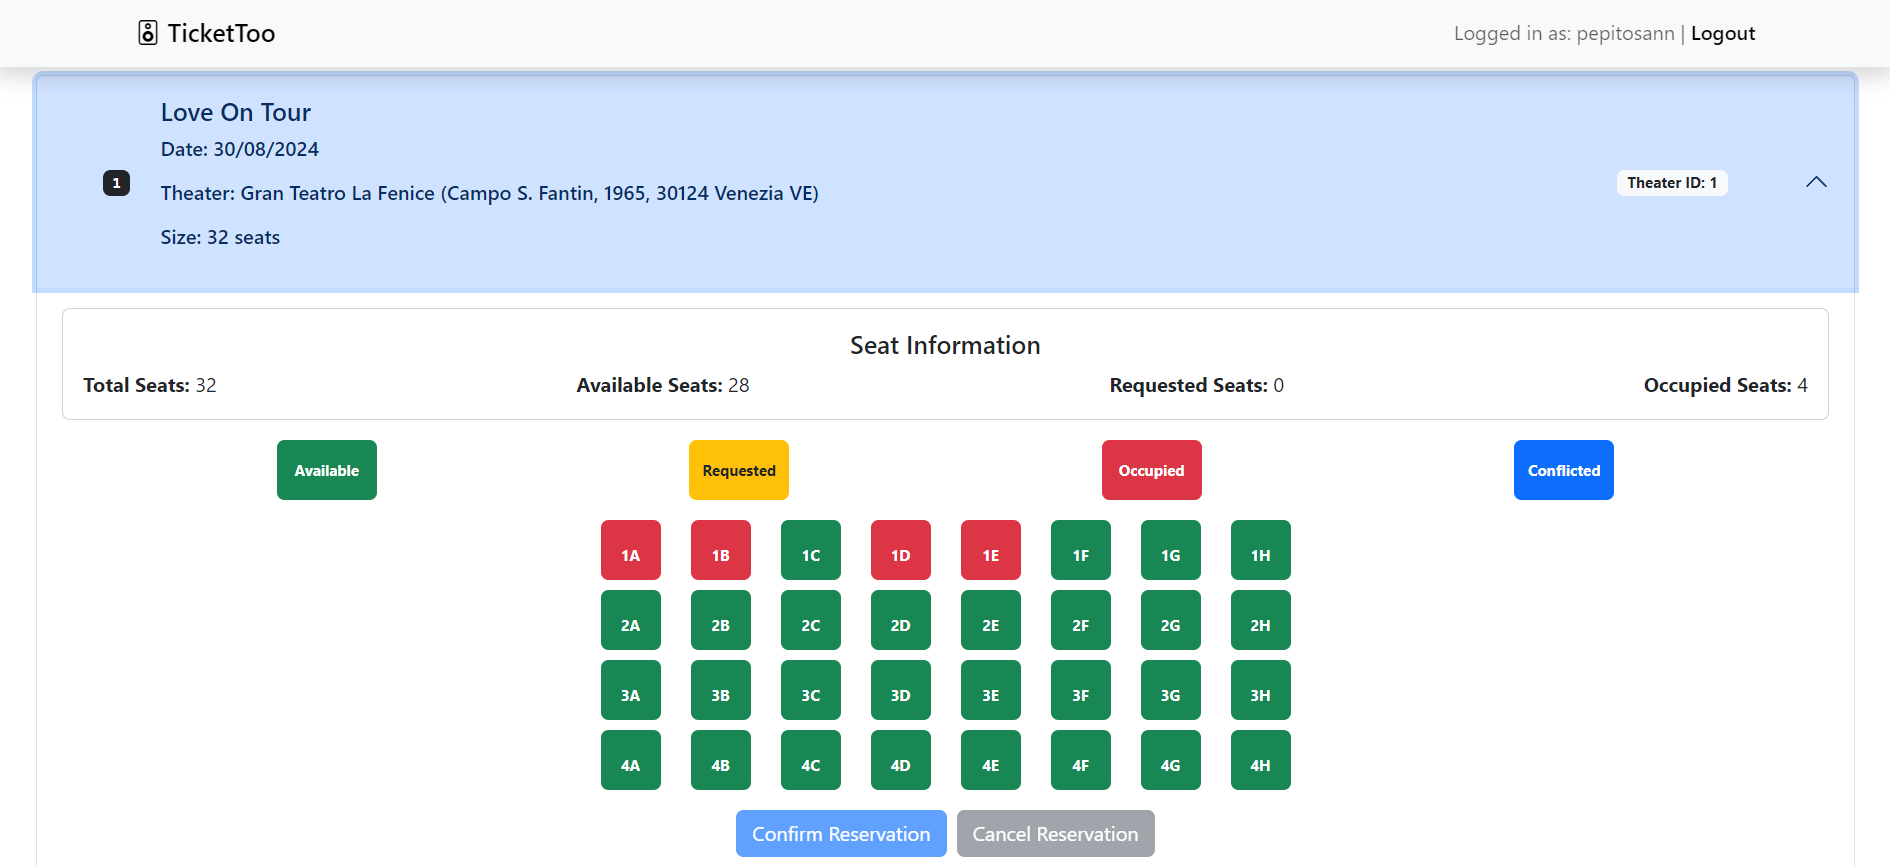 TicketToo
Logged in as: pepitosann | Logout
Love On Tour
Date: 30/08/2024
1
Theater: Gran Teatro La Fenice (Campo S. Fantin, 1965, 30124 Venezia VE)
Theater ID: 1
Size: 32 seats
Seat Information
Total Seats: 32 Available Seats: 28 Requested Seats: 0 Occupied Seats: 4
Available Requested Occupied Conflicted
1A 1B 1C 1D 1E 1F 1G 1H
2A 2B 2C 2D 2E 2F 2G 2H
3A 3B 3C 3D 3E 3F 3G 3H
4A 4B 4C 4D 4E 4F 4G 4H
Confirm Reservation Cancel Reservation